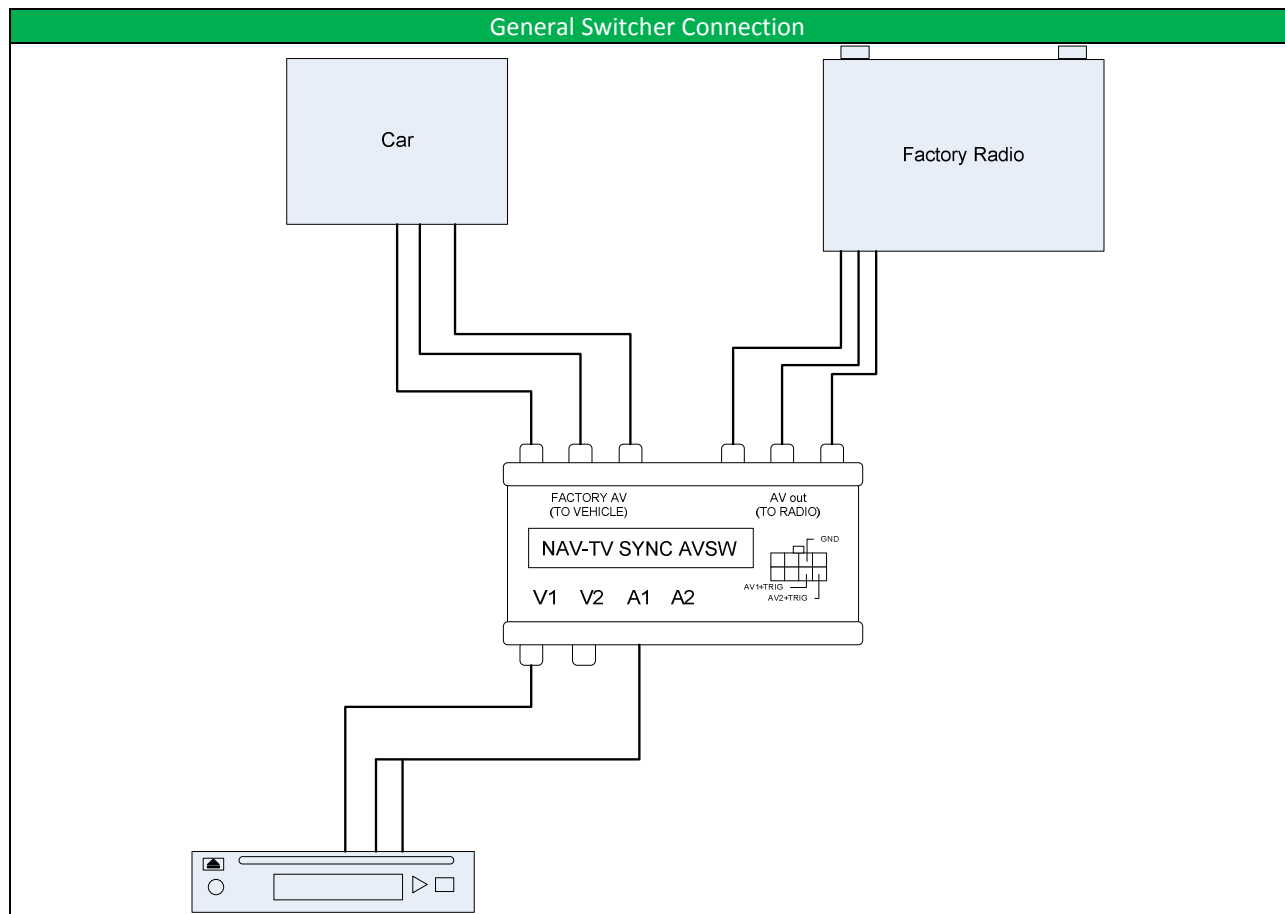 General Switcher Connection
Car
Factory Radio
FACTORY AV
(TO VEHICLE)
AV out
(TO RADIO)
NAV-TV SYNC AVSW
GND
AV1+TRIG
AV2+TRIG
V1 V2 A1 A2